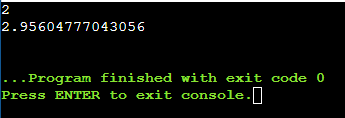 2
2.95604777043056
...Program finished with exit code 0
Press ENTER to exit console.